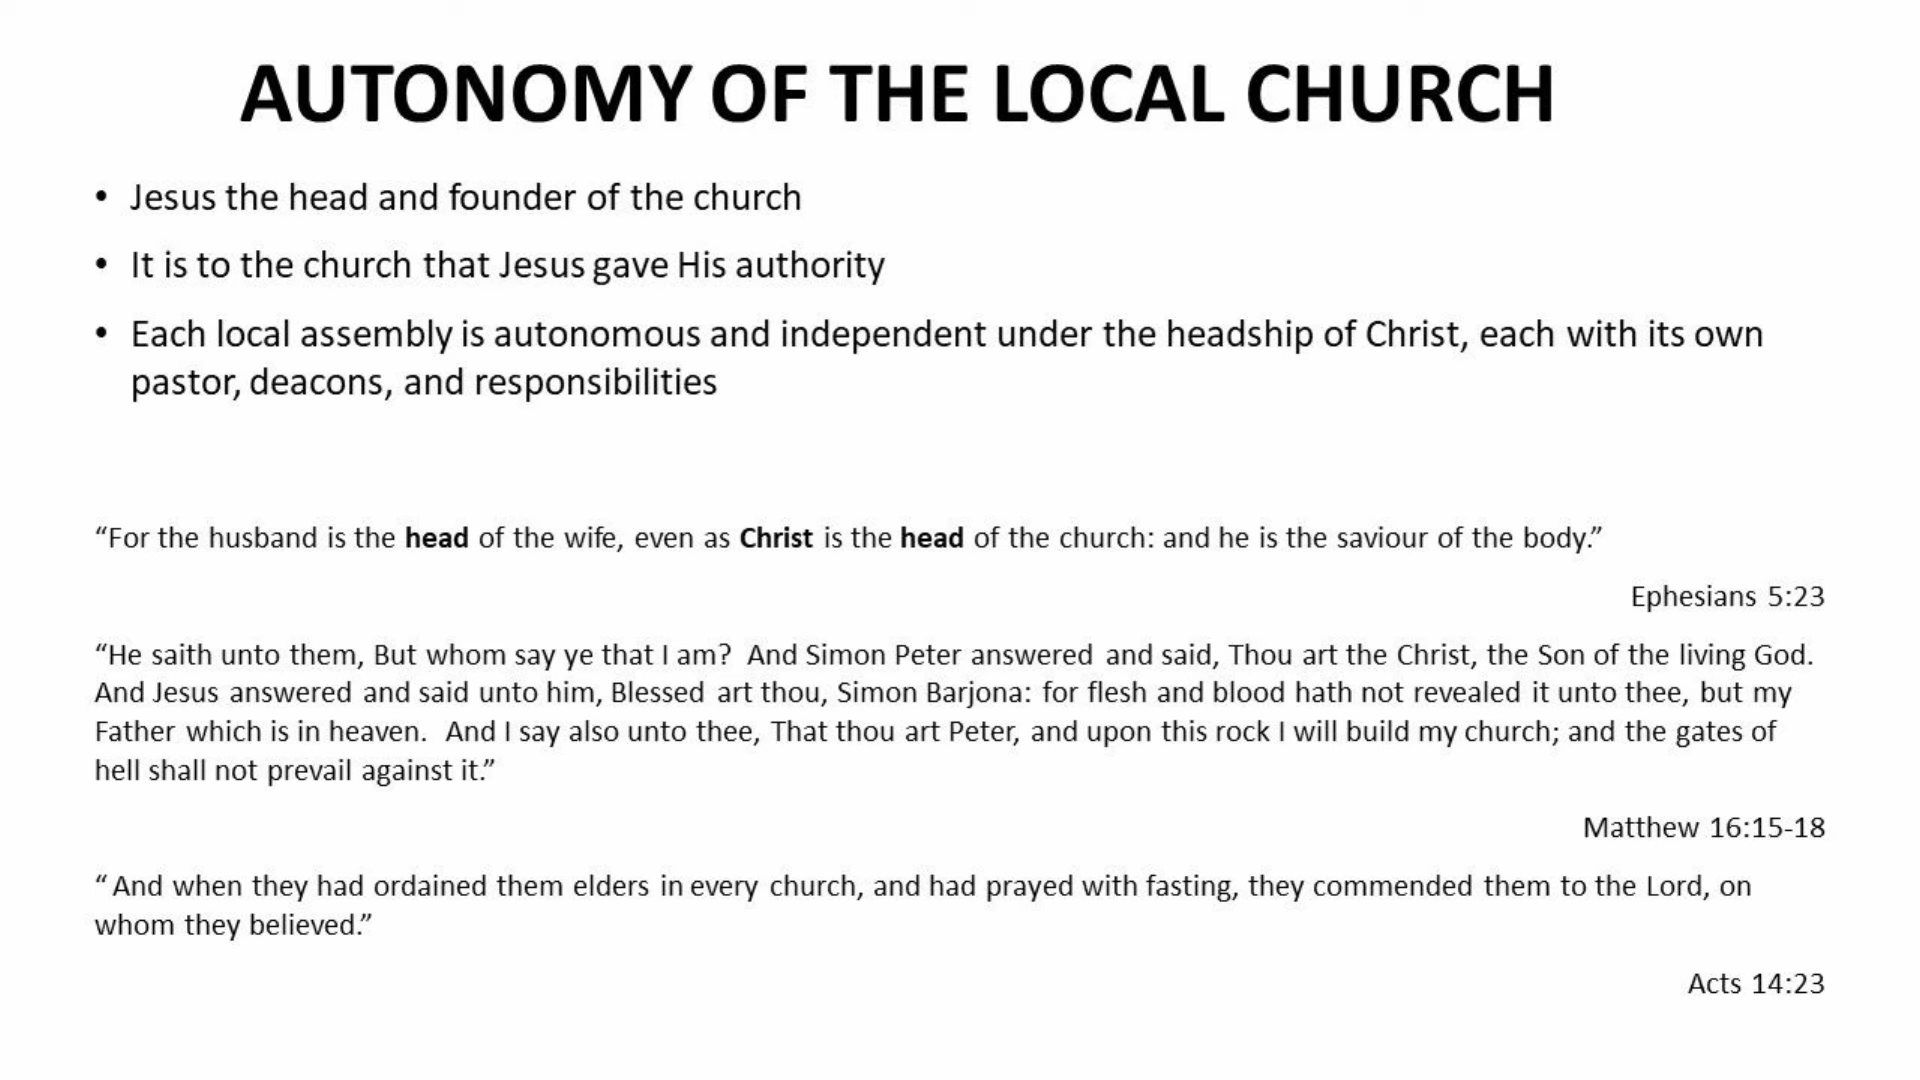 AUTONOMY OF THE LOCAL CHURCH
• Jesus the head and founder of the church
• It is to the church that Jesus gave His authority
• Each local assembly is autonomous and independent under the headship of Christ, each with its own
pastor, deacons, and responsibilities
“For the husband is the head of the wife, even as Christ is the head of the church: and he is the saviour of the body.”
Ephesians 5:23
“He saith unto them, But whom say ye that I am?  And Simon Peter answered and said, Thou art the Christ, the Son of the living God.
And Jesus answered and said unto him, Blessed art thou, Simon Barjona: for flesh and blood hath not revealed it unto thee, but my
Father which is in heaven.  And I say also unto thee, That thou art Peter, and upon this rock I will build my church; and the gates of
hell shall not prevail against it.”
Matthew 16:15-18
“ And when they had ordained them elders in every church, and had prayed with fasting, they commended them to the Lord, on
whom they believed.”
Acts 14:23